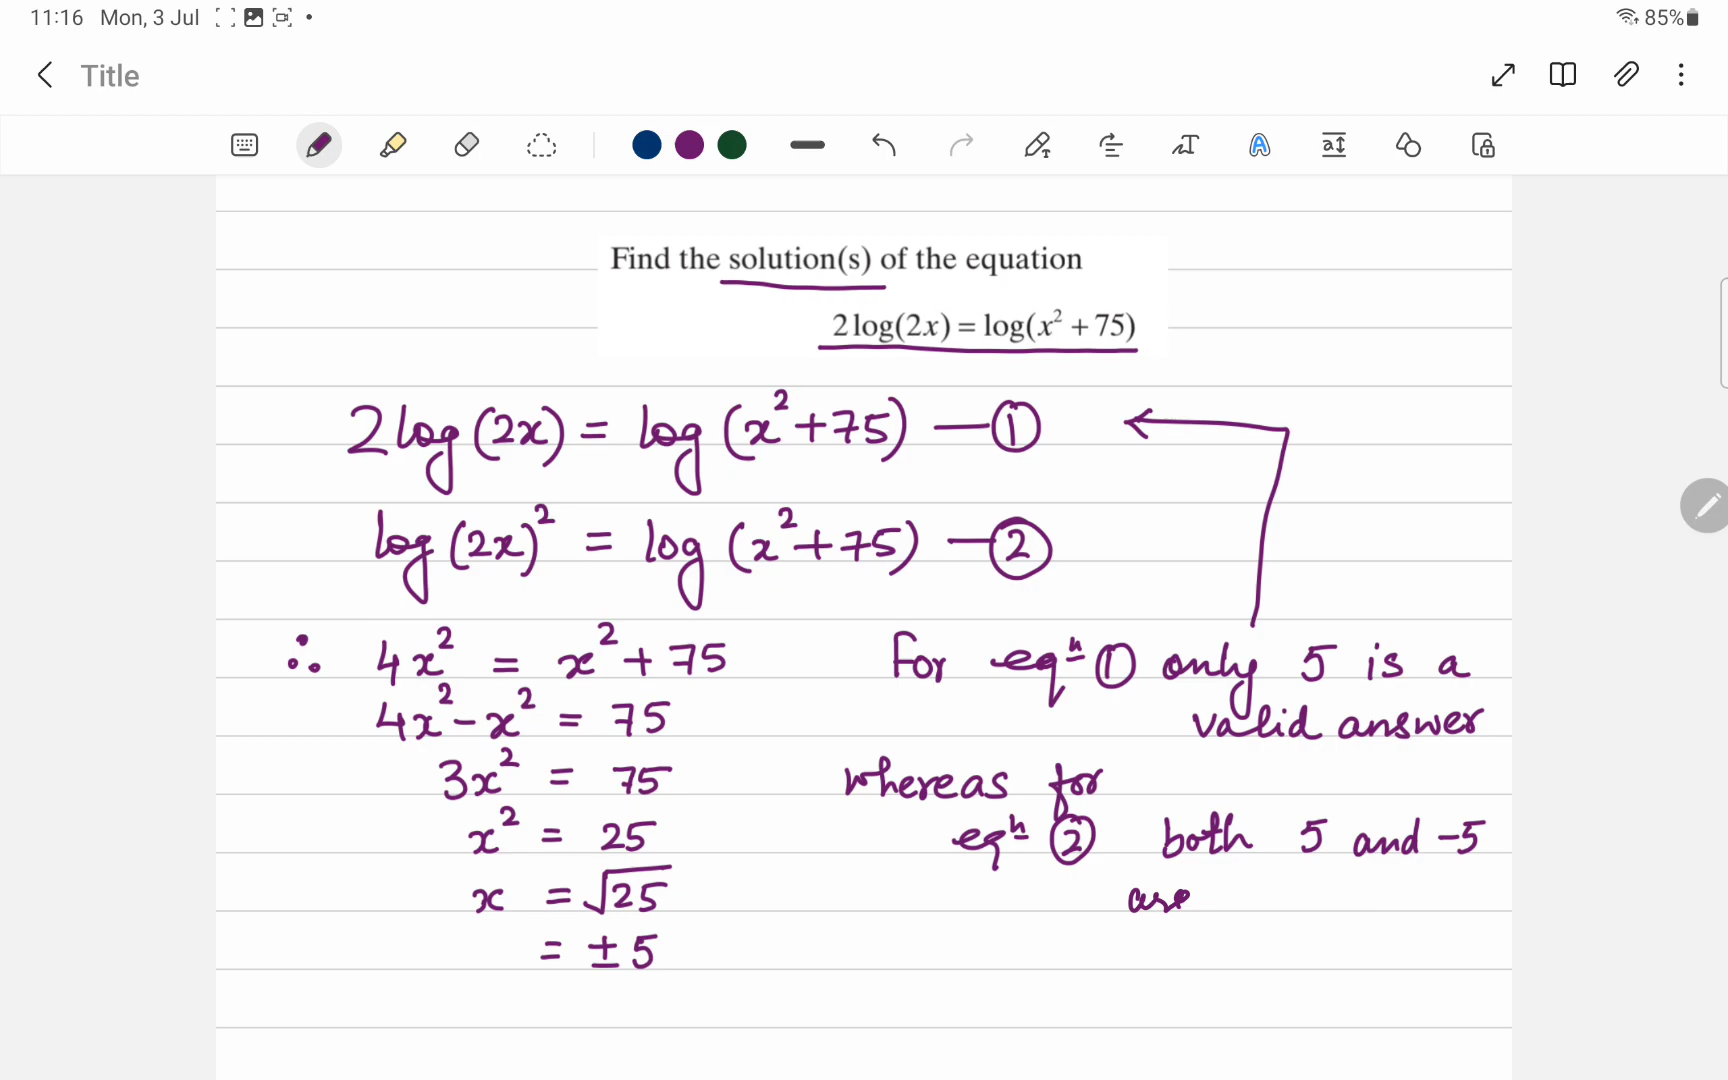 11:16 Mon, 3 Jul 85%
Title
Find the solution(s) of the equation
2 log(2x) = log(x² + 75)
2 log (2x) = log (x² + 75) — ①
log (2x)² = log (x² + 75) — ②
∴ 4x² = x² + 75
For eqⁿ ① only 5 is a
4x² - x² = 75
valid answer
3x² = 75
whereas for
x² = 25
eqⁿ ② both 5 and -5
x = √25
are
= ± 5